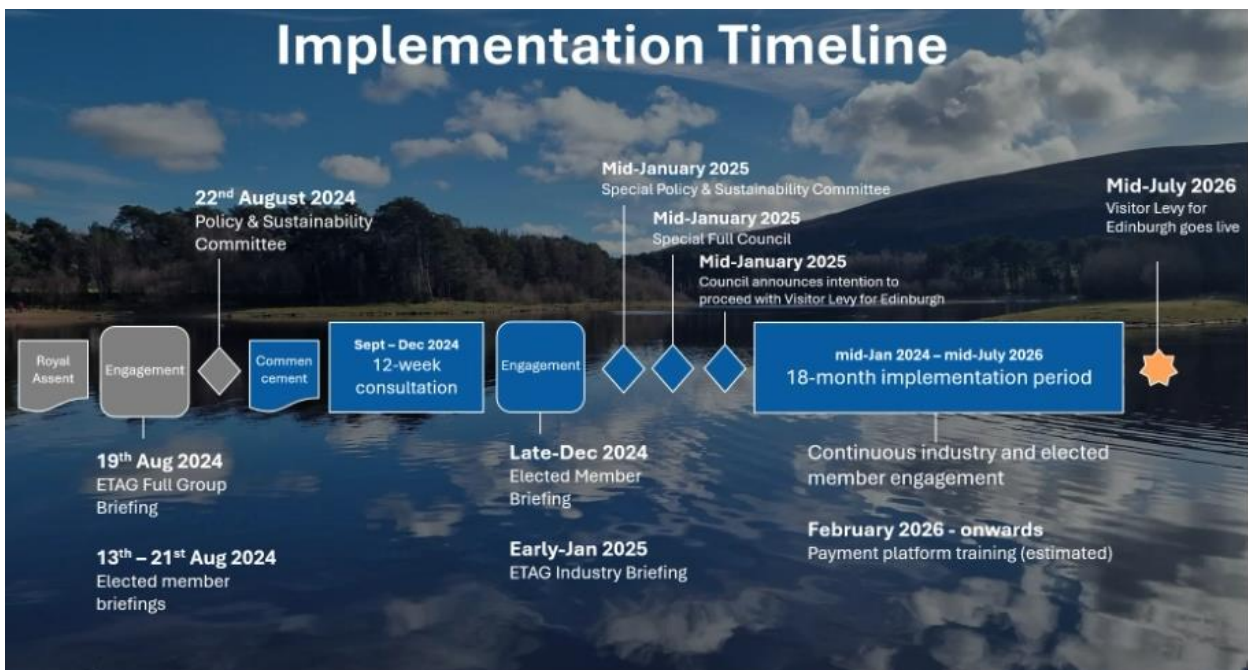 Implementation Timeline
Mid-January 2025
Special Policy & Sustainability Committee
22nd August 2024
Policy & Sustainability
Committee
Mid-January 2025
Special Full Council
Mid-January 2025
Council announces intention to
proceed with Visitor Levy for Edinburgh
Mid-July 2026
Visitor Levy for
Edinburgh goes live
Royal
Assent
Engagement
Commen
cement
Sept – Dec 2024
12-week
consultation
Engagement
mid-Jan 2024 – mid-July 2026
18-month implementation period
19th Aug 2024
ETAG Full Group
Briefing
13th – 21st Aug 2024
Elected member
briefings
Late-Dec 2024
Elected Member
Briefing
Early-Jan 2025
ETAG Industry Briefing
Continuous industry and elected
member engagement
February 2026 - onwards
Payment platform training (estimated)